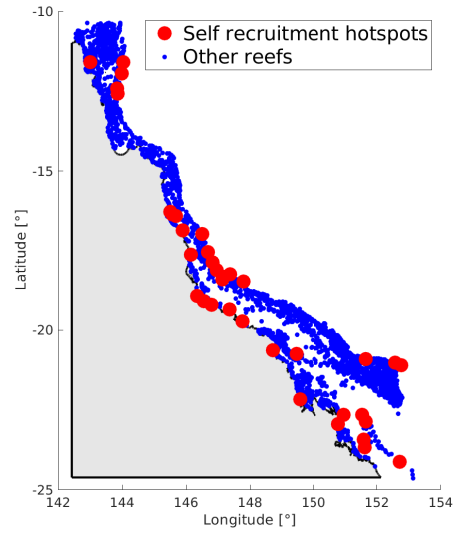 Self recruitment hotspots
Other reefs
-10
-15
-20
-25
142 144 146 148 150 152 154
Latitude [°]
Longitude [°]